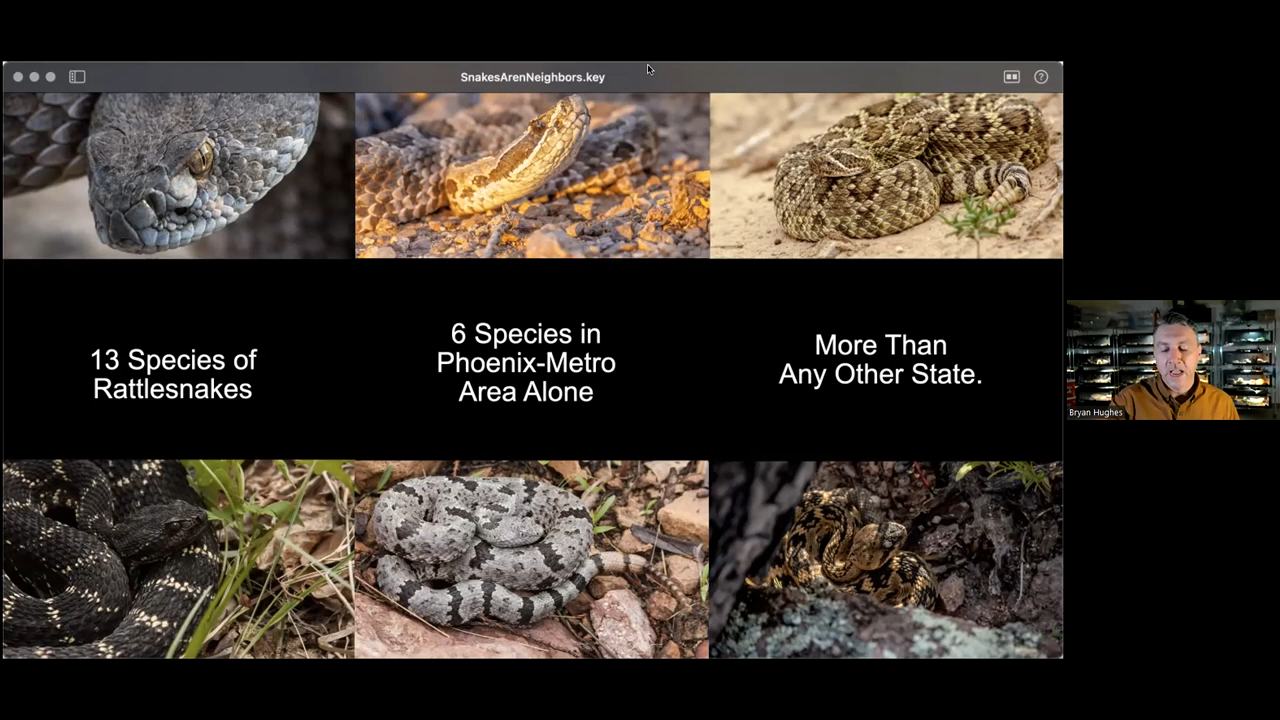 SnakesArenNeighbors.key
?
13 Species of
Rattlesnakes
6 Species in
Phoenix-Metro
Area Alone
More Than
Any Other State.
Bryan Hughes